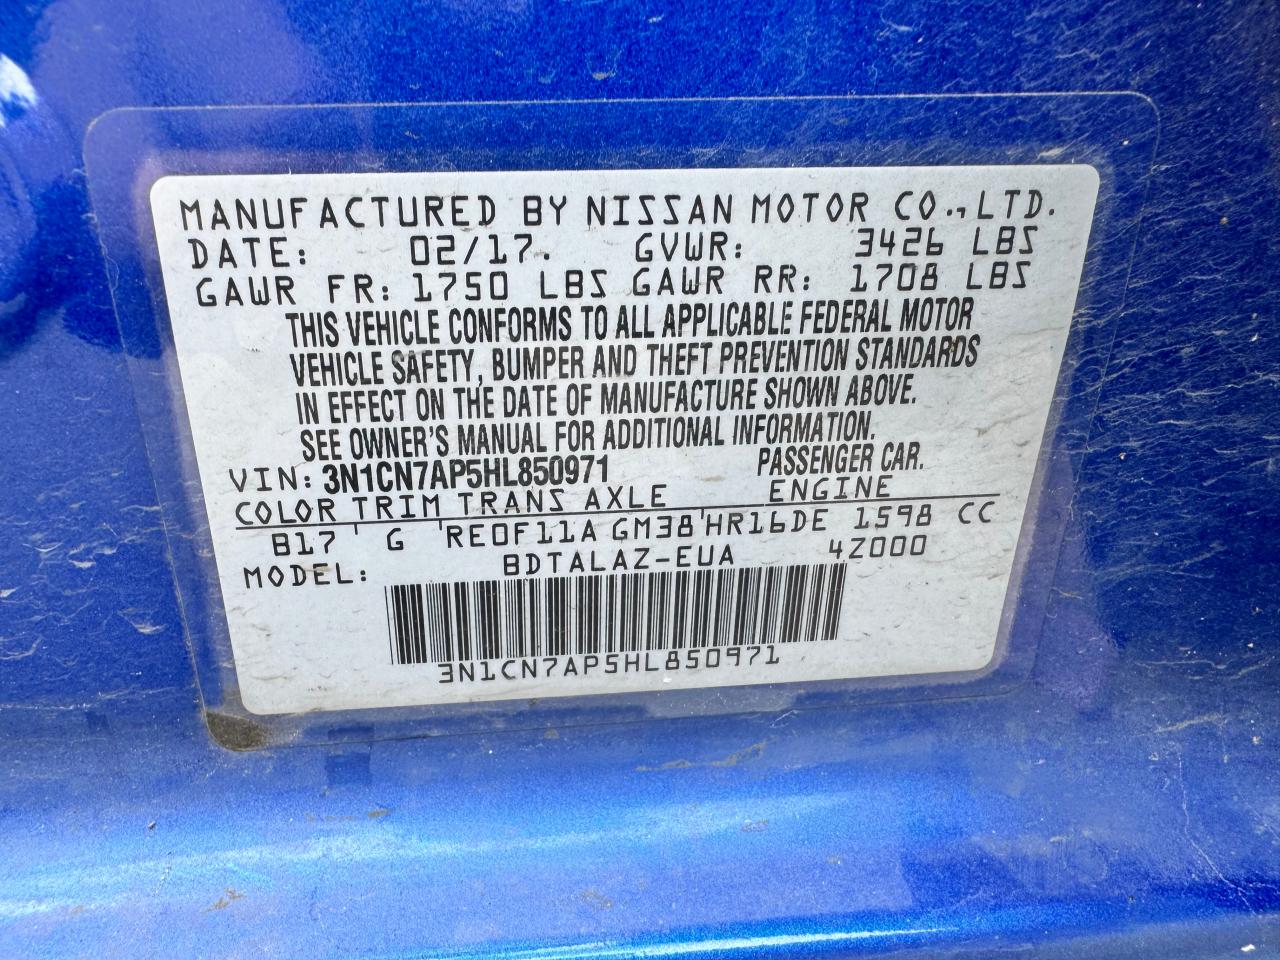 MANUFACTURED BY NISSAN MOTOR CO., LTD.
DATE: 02/17. GVWR: 3426 LBS
GAWR FR: 1750 LBS GAWR RR: 1708 LBS
THIS VEHICLE CONFORMS TO ALL APPLICABLE FEDERAL MOTOR
VEHICLE SAFETY, BUMPER AND THEFT PREVENTION STANDARDS
IN EFFECT ON THE DATE OF MANUFACTURE SHOWN ABOVE.
SEE OWNER'S MANUAL FOR ADDITIONAL INFORMATION.
VIN: 3N1CN7AP5HL850971 PASSENGER CAR.
COLOR TRIM TRANS AXLE ENGINE
B17 G RE0F11A GM38 HR16DE 1598 CC
MODEL: BDTALAZ-EUA 4Z000
3N1CN7AP5HL850971